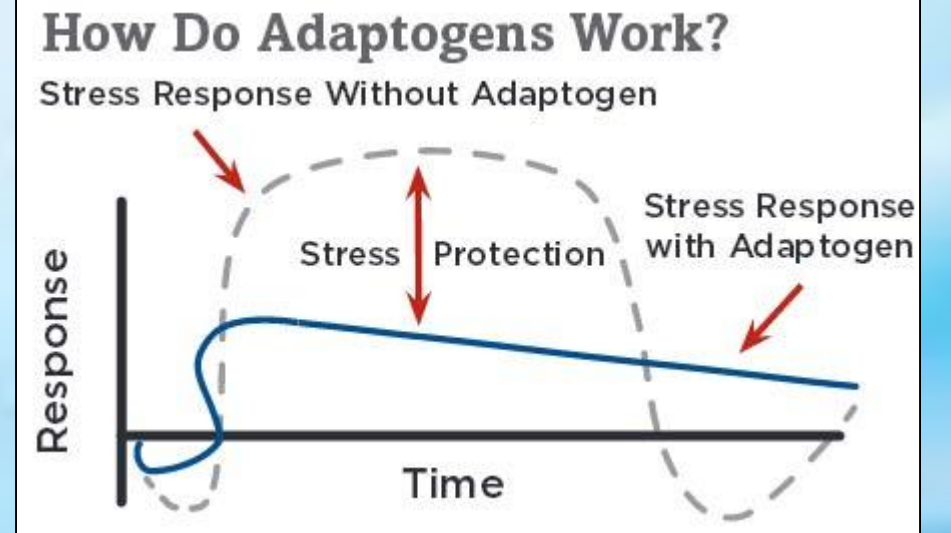 How Do Adaptogens Work?
Stress Response Without Adaptogen
Stress Response
with Adaptogen
Stress Protection
Response
Time